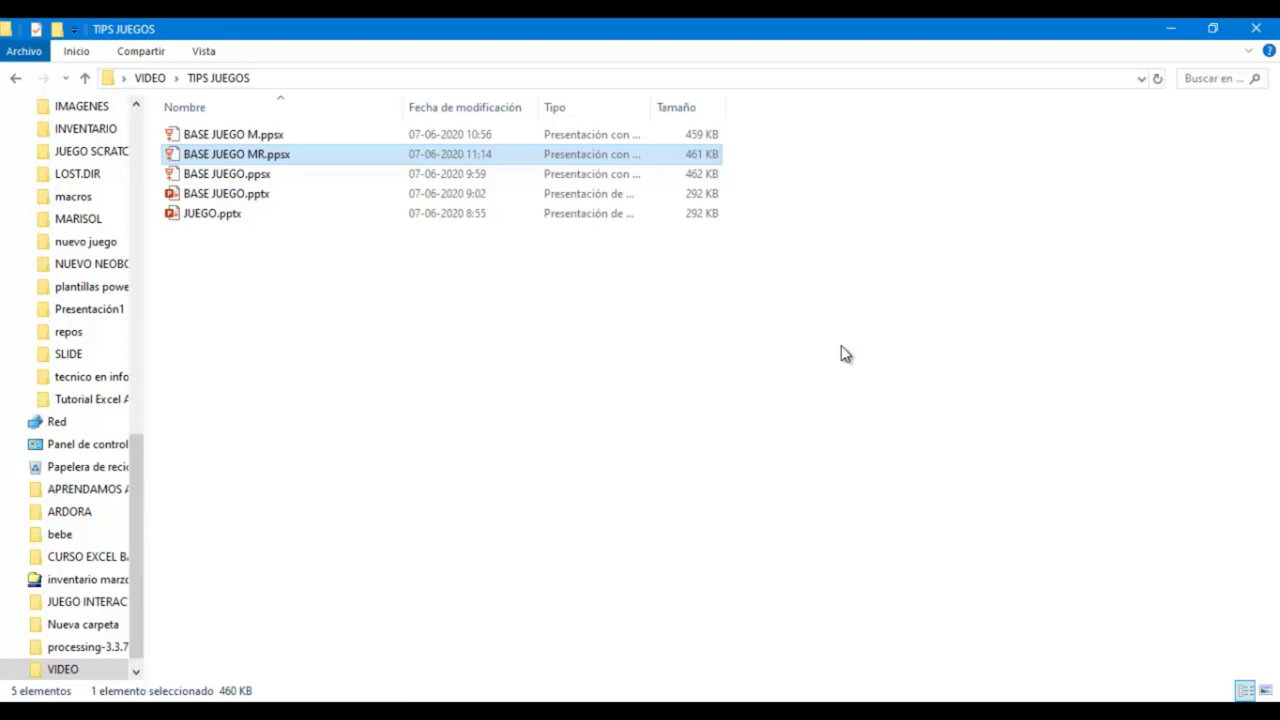 TIPS JUEGOS
Archivo Inicio Compartir Vista
VIDEO TIPS JUEGOS Buscar en ...
Nombre Fecha de modificación Tipo Tamaño
BASE JUEGO M.ppsx 07-06-2020 10:56 Presentación con ... 459 KB
BASE JUEGO MR.ppsx 07-06-2020 11:14 Presentación con ... 461 KB
BASE JUEGO.ppsx 07-06-2020 9:59 Presentación con ... 462 KB
BASE JUEGO.pptx 07-06-2020 9:02 Presentación de ... 292 KB
JUEGO.pptx 07-06-2020 8:55 Presentación de ... 292 KB
IMAGENES
INVENTARIO
JUEGO SCRATC
LOST.DIR
macros
MARISOL
nuevo juego
NUEVO NEOBO
plantillas powe
Presentación1
repos
SLIDE
tecnico en info
Tutorial Excel A
Red
Panel de control
Papelera de reci
APRENDAMOS A
ARDORA
bebe
CURSO EXCEL BA
inventario marzo
JUEGO INTERAC
Nueva carpeta
processing-3.3.7
VIDEO
5 elementos 1 elemento seleccionado 460 KB